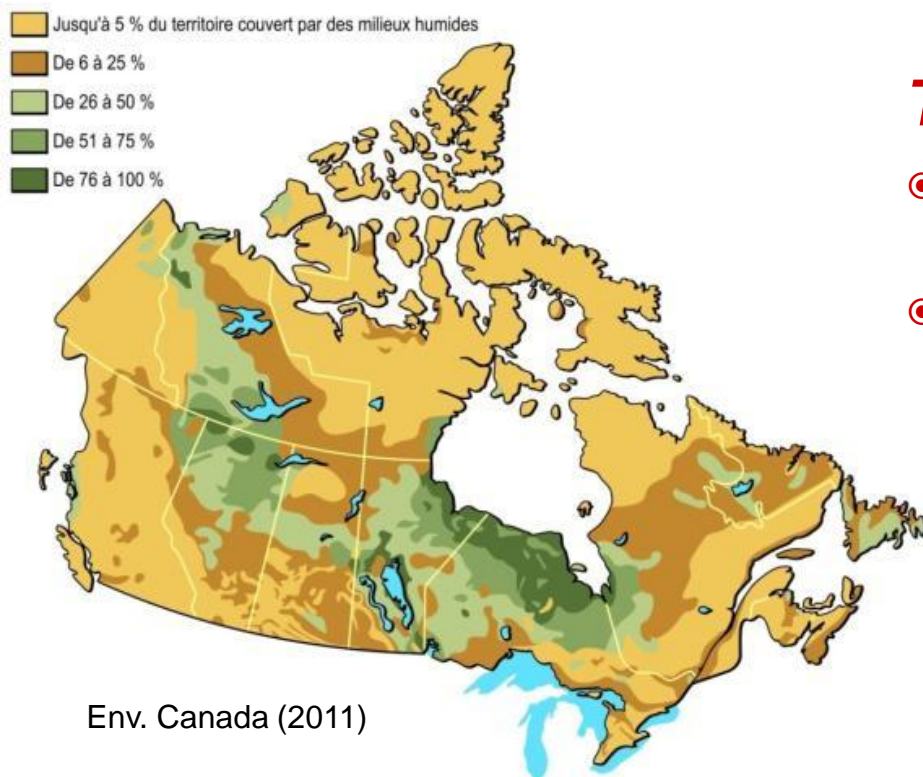 Jusqu'à 5 % du territoire couvert par des milieux humides
De 6 à 25 %
De 26 à 50 %
De 51 à 75 %
De 76 à 100 %
Env. Canada (2011)